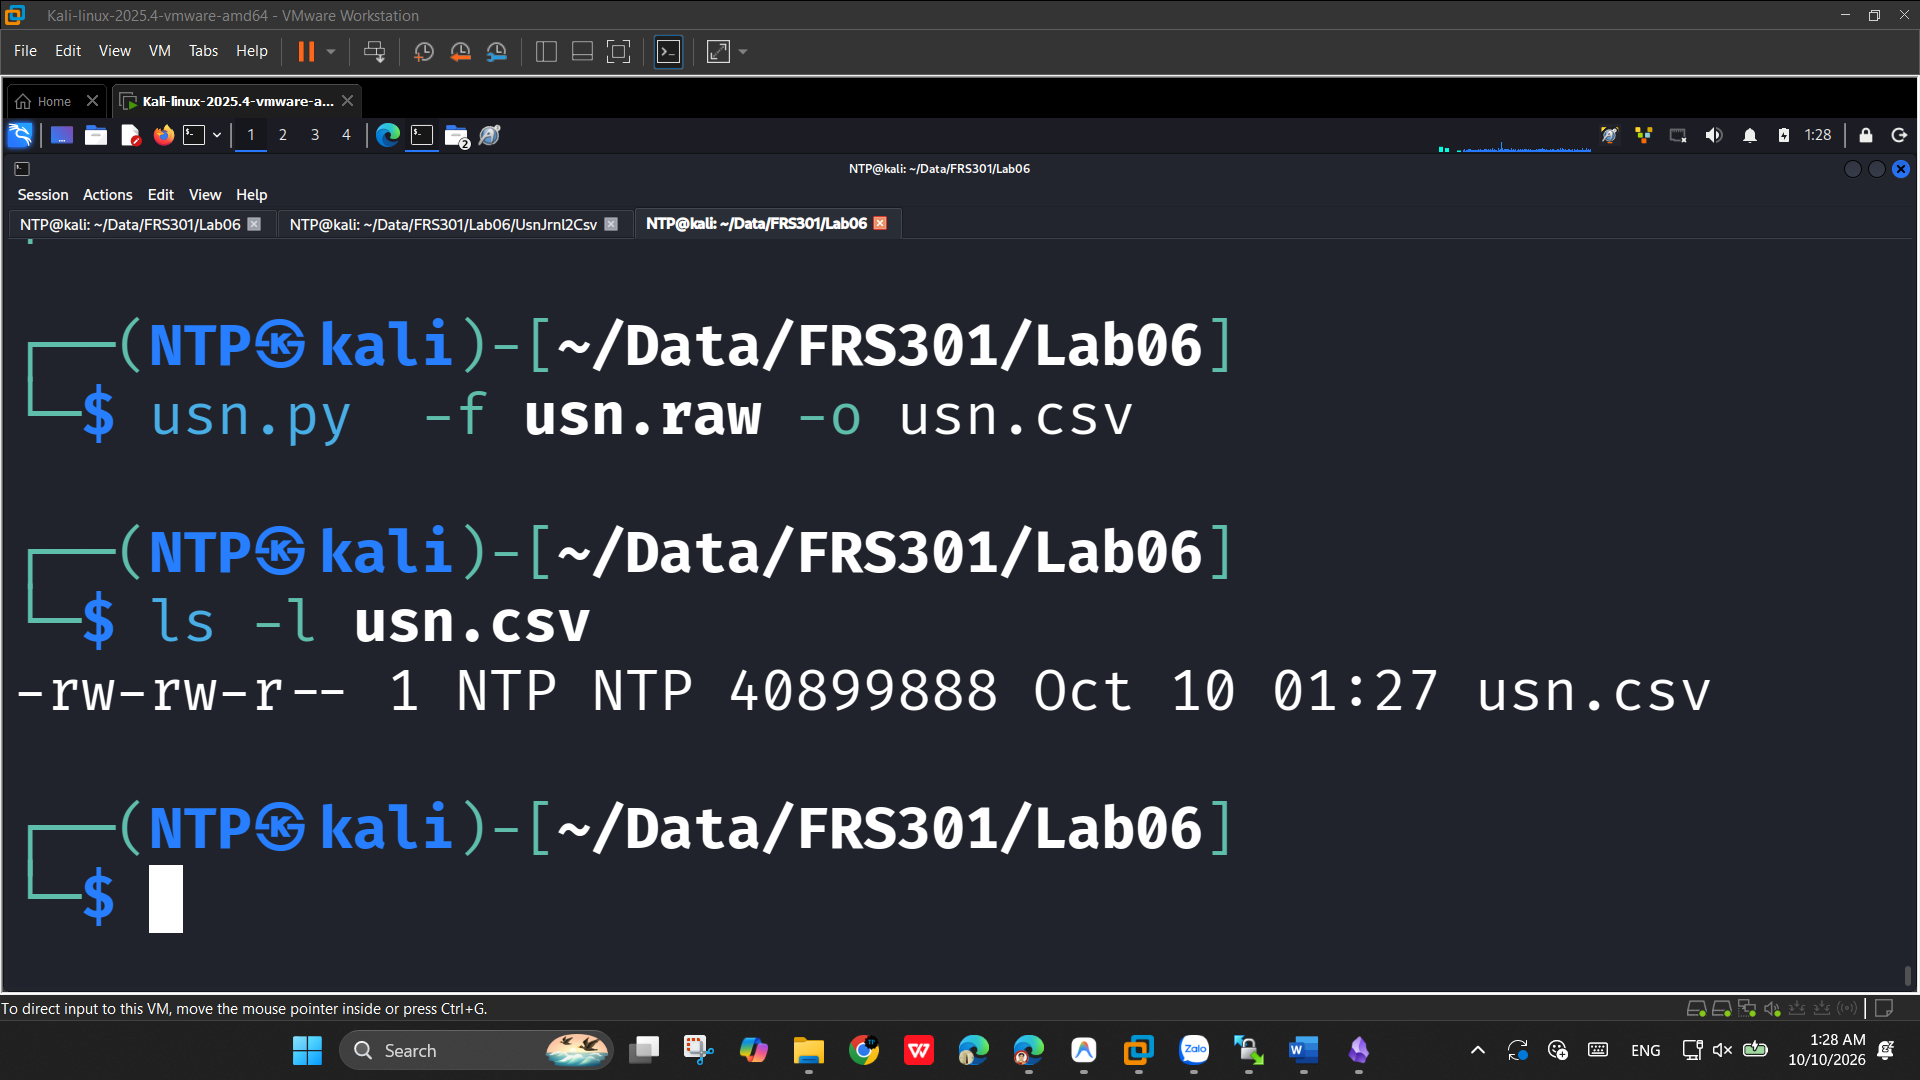 Kali-linux-2025.4-vmware-amd64 - VMware Workstation
File Edit View VM Tabs Help
Home Kali-linux-2025.4-vmware-a...
1 2 3 4 2 1:28
NTP@kali: ~/Data/FRS301/Lab06
Session Actions Edit View Help
NTP@kali: ~/Data/FRS301/Lab06 NTP@kali: ~/Data/FRS301/Lab06/UsnJrnl2Csv NTP@kali: ~/Data/FRS301/Lab06
(NTP㉿kali)-[~/Data/FRS301/Lab06]
$ usn.py  -f usn.raw -o usn.csv
(NTP㉿kali)-[~/Data/FRS301/Lab06]
$ ls -l usn.csv
-rw-rw-r-- 1 NTP NTP 40899888 Oct 10 01:27 usn.csv
(NTP㉿kali)-[~/Data/FRS301/Lab06]
$
To direct input to this VM, move the mouse pointer inside or press Ctrl+G.
Search Zalo ENG 1:28 AM
10/10/2026